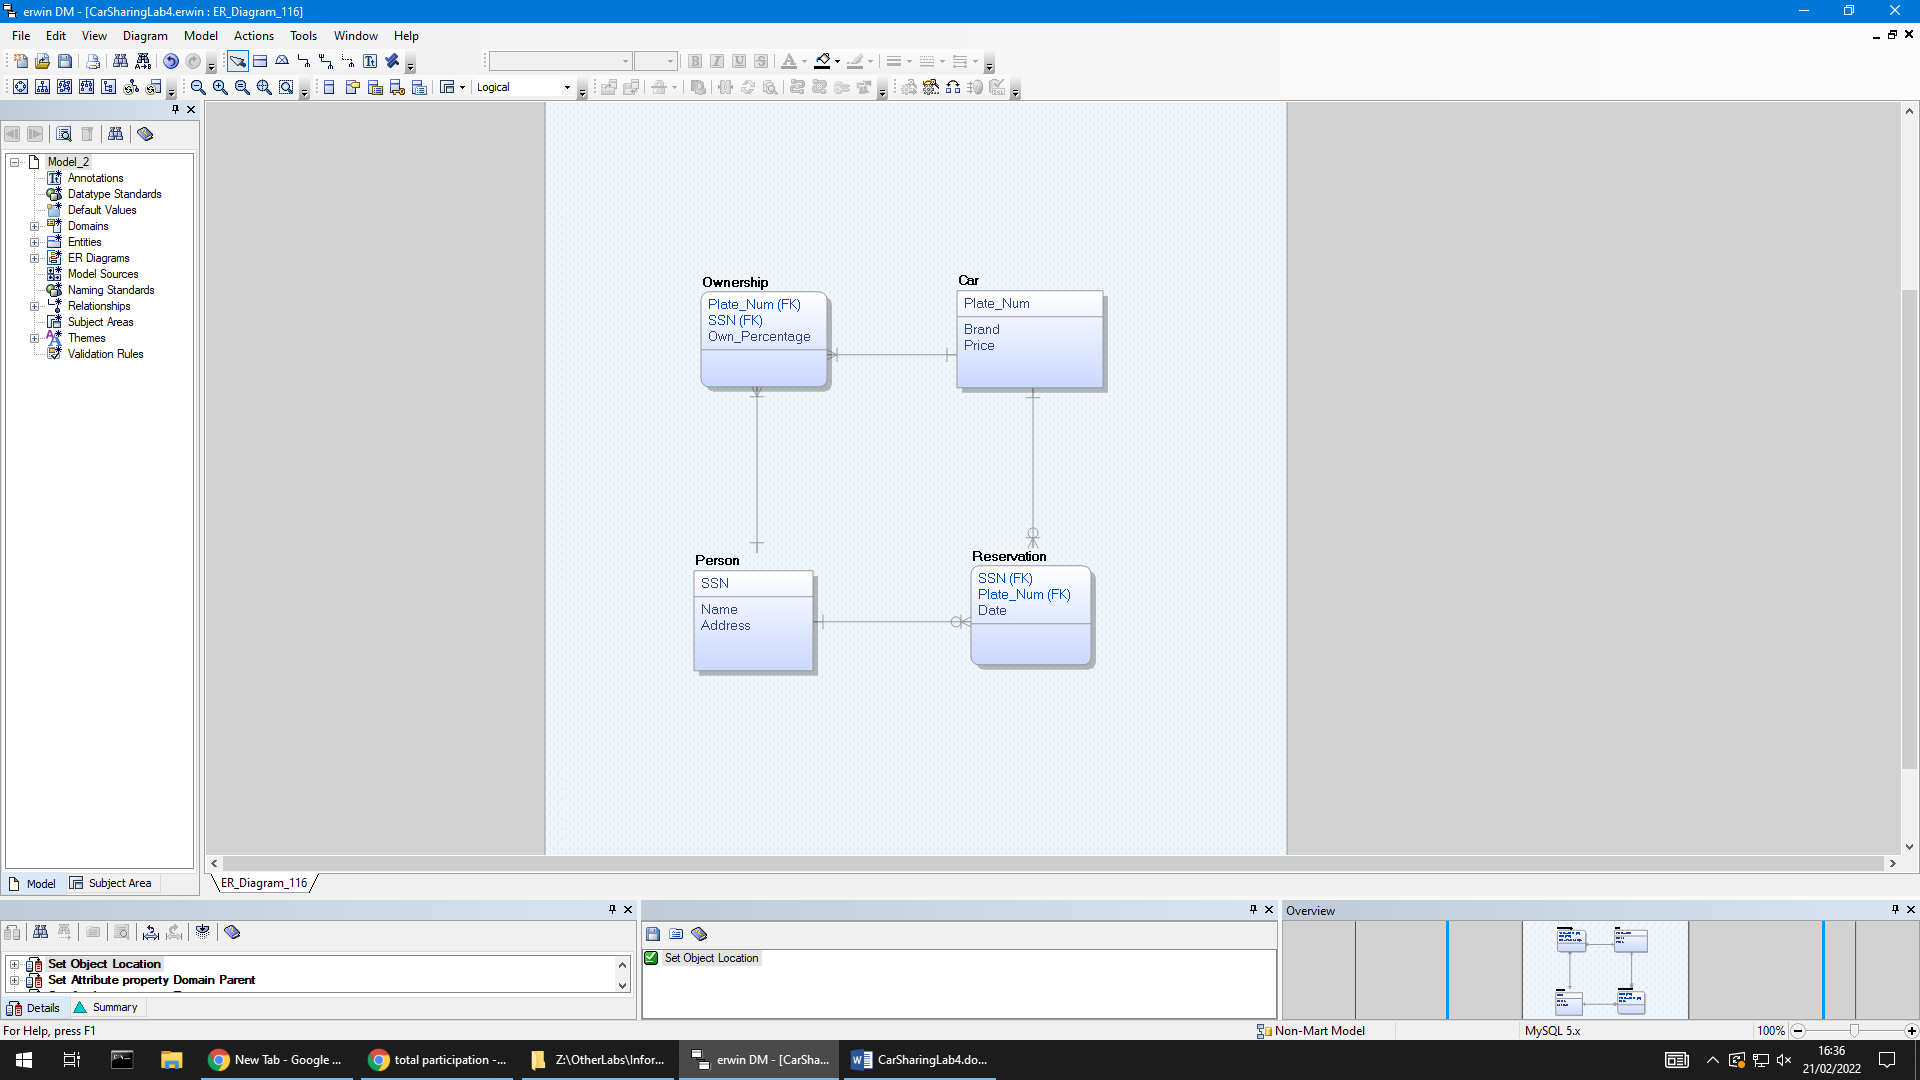 erwin DM - [CarSharingLab4.erwin : ER_Diagram_116]
File Edit View Diagram Model Actions Tools Window Help
Logical
Model_2
Annotations
Datatype Standards
Default Values
Domains
Entities
ER Diagrams
Model Sources
Naming Standards
Relationships
Subject Areas
Themes
Validation Rules
Model
Subject Area
Ownership
Plate_Num (FK)
SSN (FK)
Own_Percentage
Car
Plate_Num
Brand
Price
Person
SSN
Name
Address
Reservation
SSN (FK)
Plate_Num (FK)
Date
ER_Diagram_116
Set Object Location
Set Attribute property Domain Parent
Details
Summary
Set Object Location
Overview
For Help, press F1
Non-Mart Model
MySQL 5.x
100%
New Tab - Google ...
total participation -...
Z:\OtherLabs\Infor...
erwin DM - [CarSha...
CarSharingLab4.do...
16:36
21/02/2022